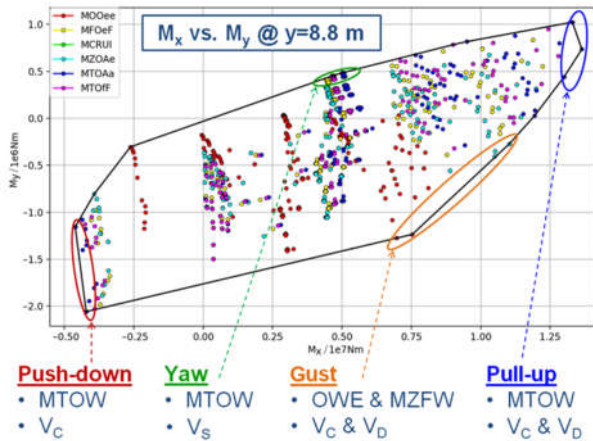 Mx vs. My @ y=8.8 m
MOOee
MFOeF
MCRUI
MZOAe
MTOAa
MTOfF
My/1e6Nm
1.0
0.5
0.0
-0.5
-1.0
-1.5
-2.0
-0.50 -0.25 0.00 0.25 0.50 0.75 1.00 1.25
Mx/1e7Nm
Push-down
• MTOW
• VC
Yaw
• MTOW
• VS
Gust
• OWE & MZFW
• VC & VD
Pull-up
• MTOW
• VC & VD